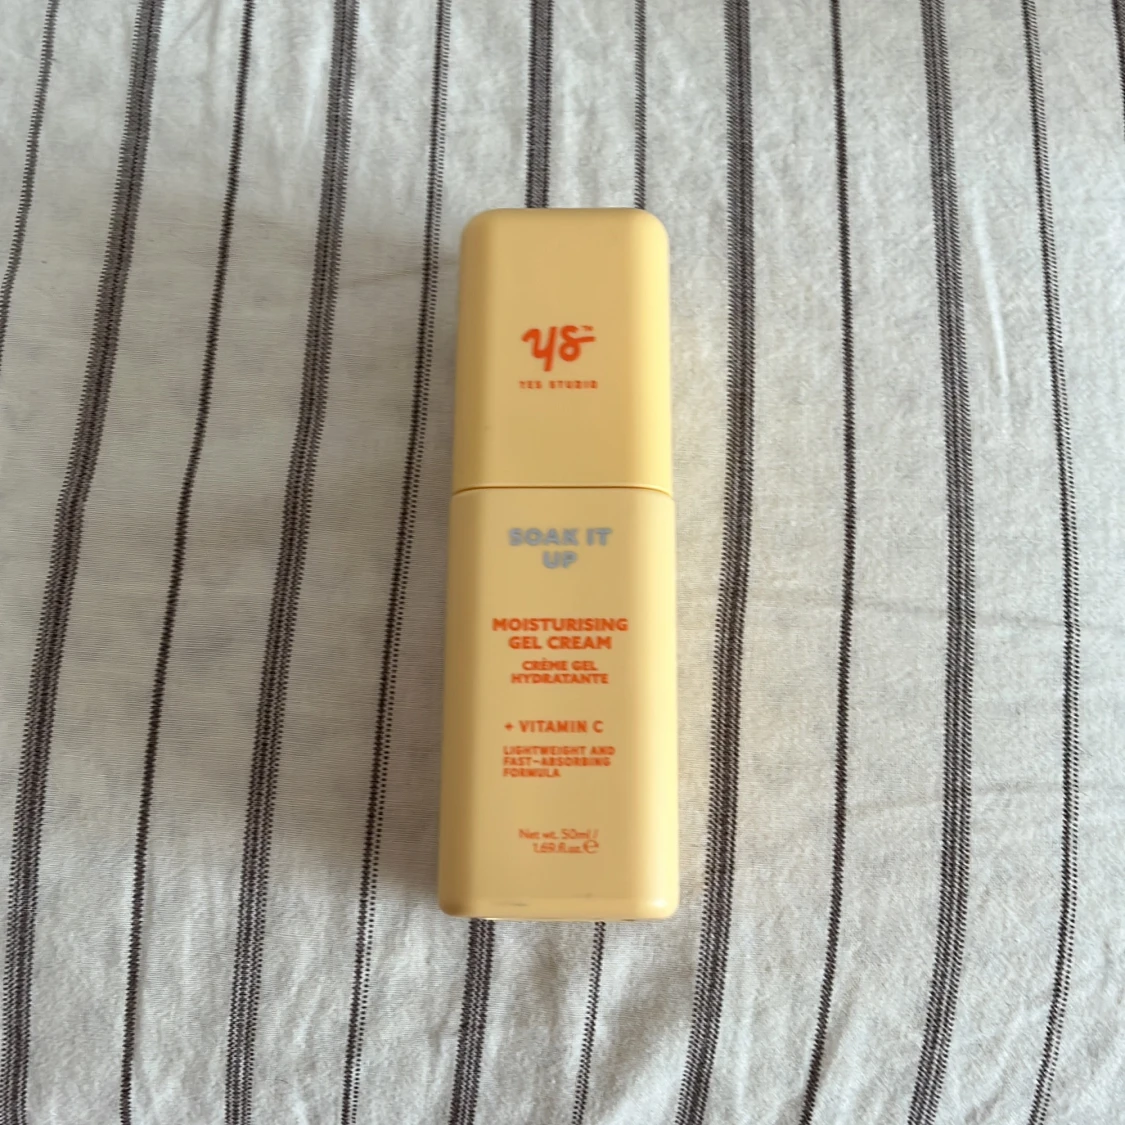 ys™
YES STUDIO
SOAK IT
UP
MOISTURISING
GEL CREAM
CRÈME GEL
HYDRATANTE
+ VITAMIN C
LIGHTWEIGHT AND
FAST-ABSORBING
FORMULA
Net wt. 50ml /
1.69.fl.oz. ℮